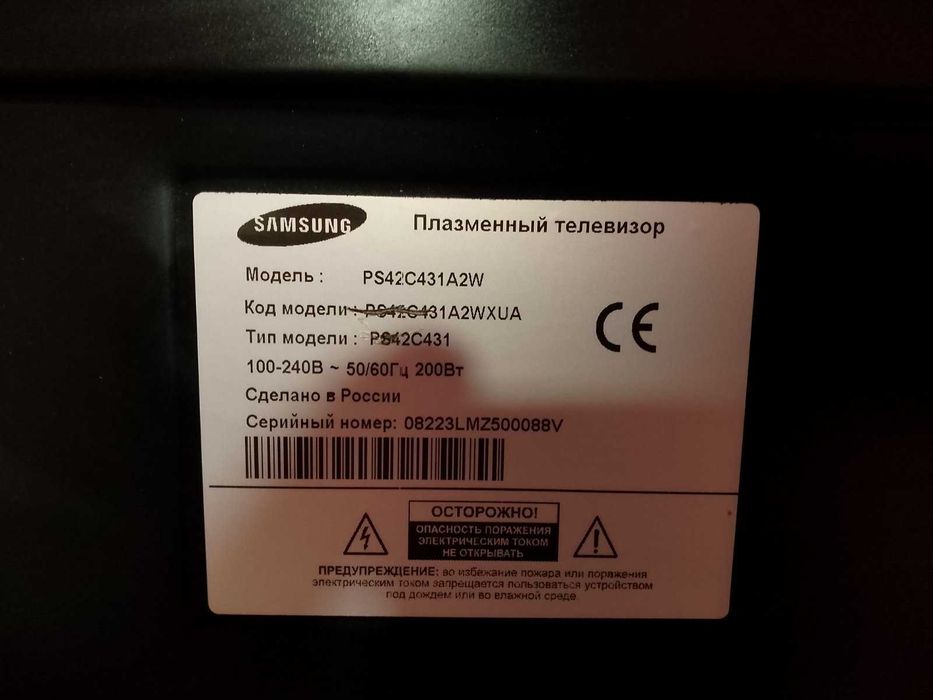 SAMSUNG Плазменный телевизор
Модель : PS42C431A2W
Код модели : PS42C431A2WXUA
Тип модели : PS42C431
100-240В ~ 50/60Гц 200Вт
Сделано в России
Серийный номер: 08223LMZ500088V
CE
ОСТОРОЖНО!
ОПАСНОСТЬ ПОРАЖЕНИЯ
ЭЛЕКТРИЧЕСКИМ ТОКОМ
НЕ ОТКРЫВАТЬ
ПРЕДУПРЕЖДЕНИЕ: во избежание пожара или поражения
электрическим током запрещается пользоваться устройством
под дождем или во влажной среде